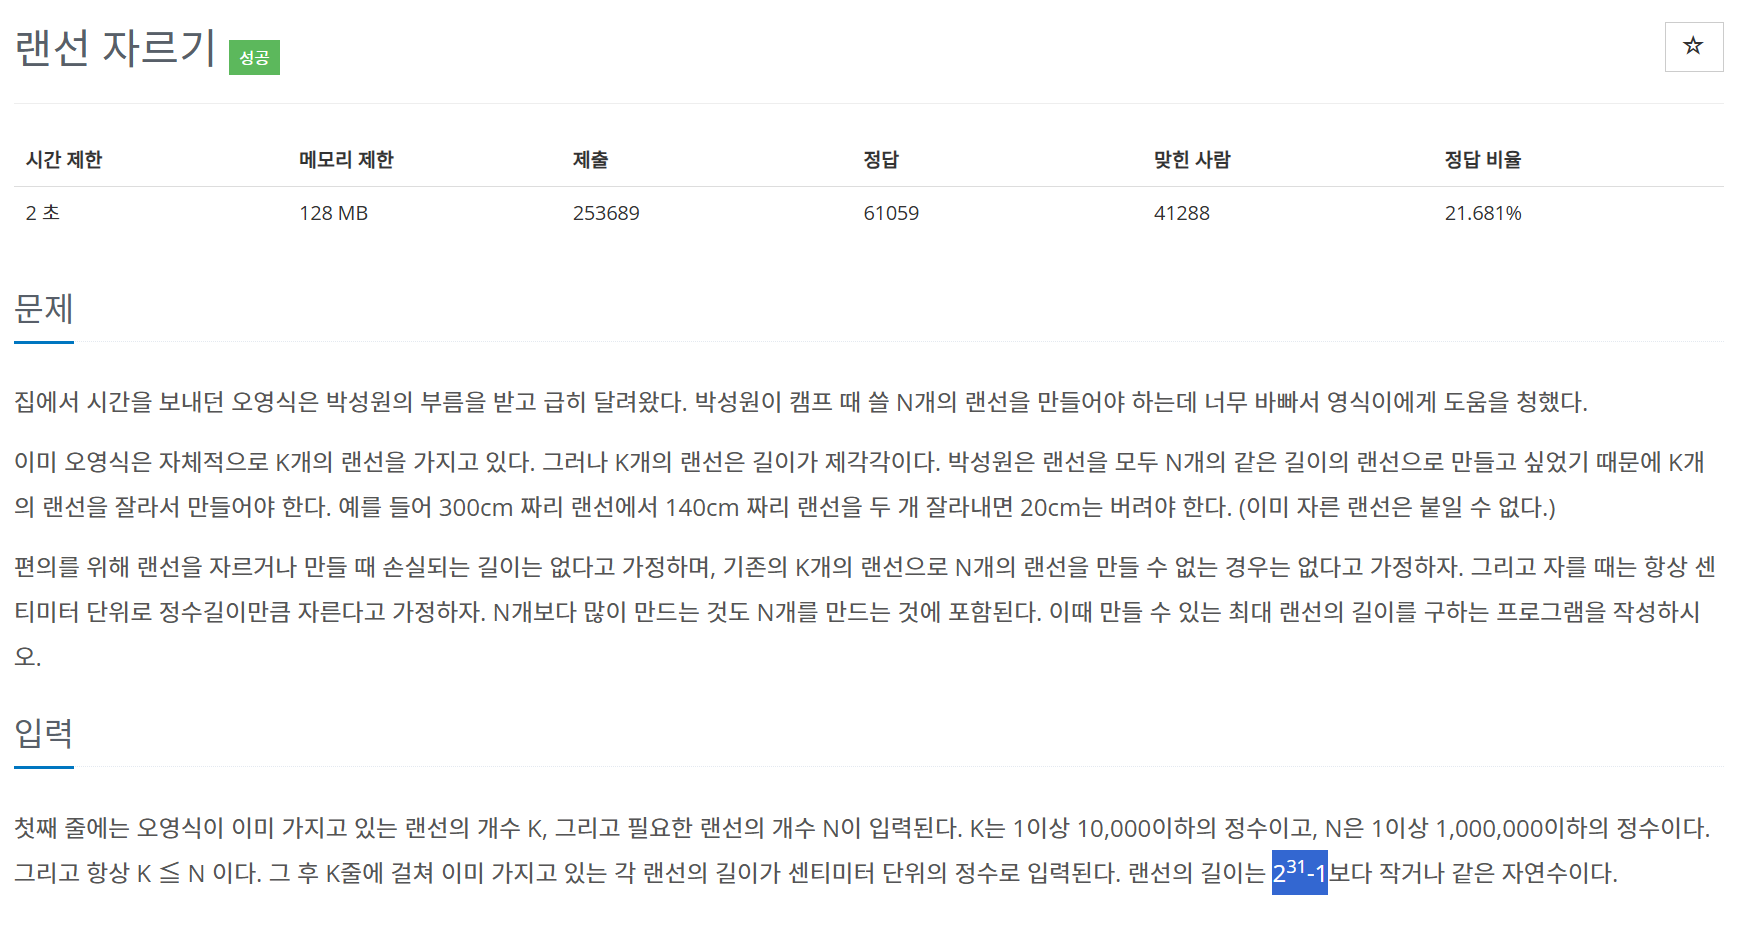 랜선 자르기 성공
시간 제한 메모리 제한 제출 정답 맞힌 사람 정답 비율
2 초 128 MB 253689 61059 41288 21.681%
문제
집에서 시간을 보내던 오영식은 박성원의 부름을 받고 급히 달려왔다. 박성원이 캠프 때 쓸 N개의 랜선을 만들어야 하는데 너무 바빠서 영식이에게 도움을 청했다.
이미 오영식은 자체적으로 K개의 랜선을 가지고 있다. 그러나 K개의 랜선은 길이가 제각각이다. 박성원은 랜선을 모두 N개의 같은 길이의 랜선으로 만들고 싶었기 때문에 K개
의 랜선을 잘라서 만들어야 한다. 예를 들어 300cm 짜리 랜선에서 140cm 짜리 랜선을 두 개 잘라내면 20cm는 버려야 한다. (이미 자른 랜선은 붙일 수 없다.)
편의를 위해 랜선을 자르거나 만들 때 손실되는 길이는 없다고 가정하며, 기존의 K개의 랜선으로 N개의 랜선을 만들 수 없는 경우는 없다고 가정하자. 그리고 자를 때는 항상 센
티미터 단위로 정수길이만큼 자른다고 가정하자. N개보다 많이 만드는 것도 N개를 만드는 것에 포함된다. 이때 만들 수 있는 최대 랜선의 길이를 구하는 프로그램을 작성하시
오.
입력
첫째 줄에는 오영식이 이미 가지고 있는 랜선의 개수 K, 그리고 필요한 랜선의 개수 N이 입력된다. K는 1이상 10,000이하의 정수이고, N은 1이상 1,000,000이하의 정수이다.
그리고 항상 K ≦ N 이다. 그 후 K줄에 걸쳐 이미 가지고 있는 각 랜선의 길이가 센티미터 단위의 정수로 입력된다. 랜선의 길이는 2³¹-1보다 작거나 같은 자연수이다.